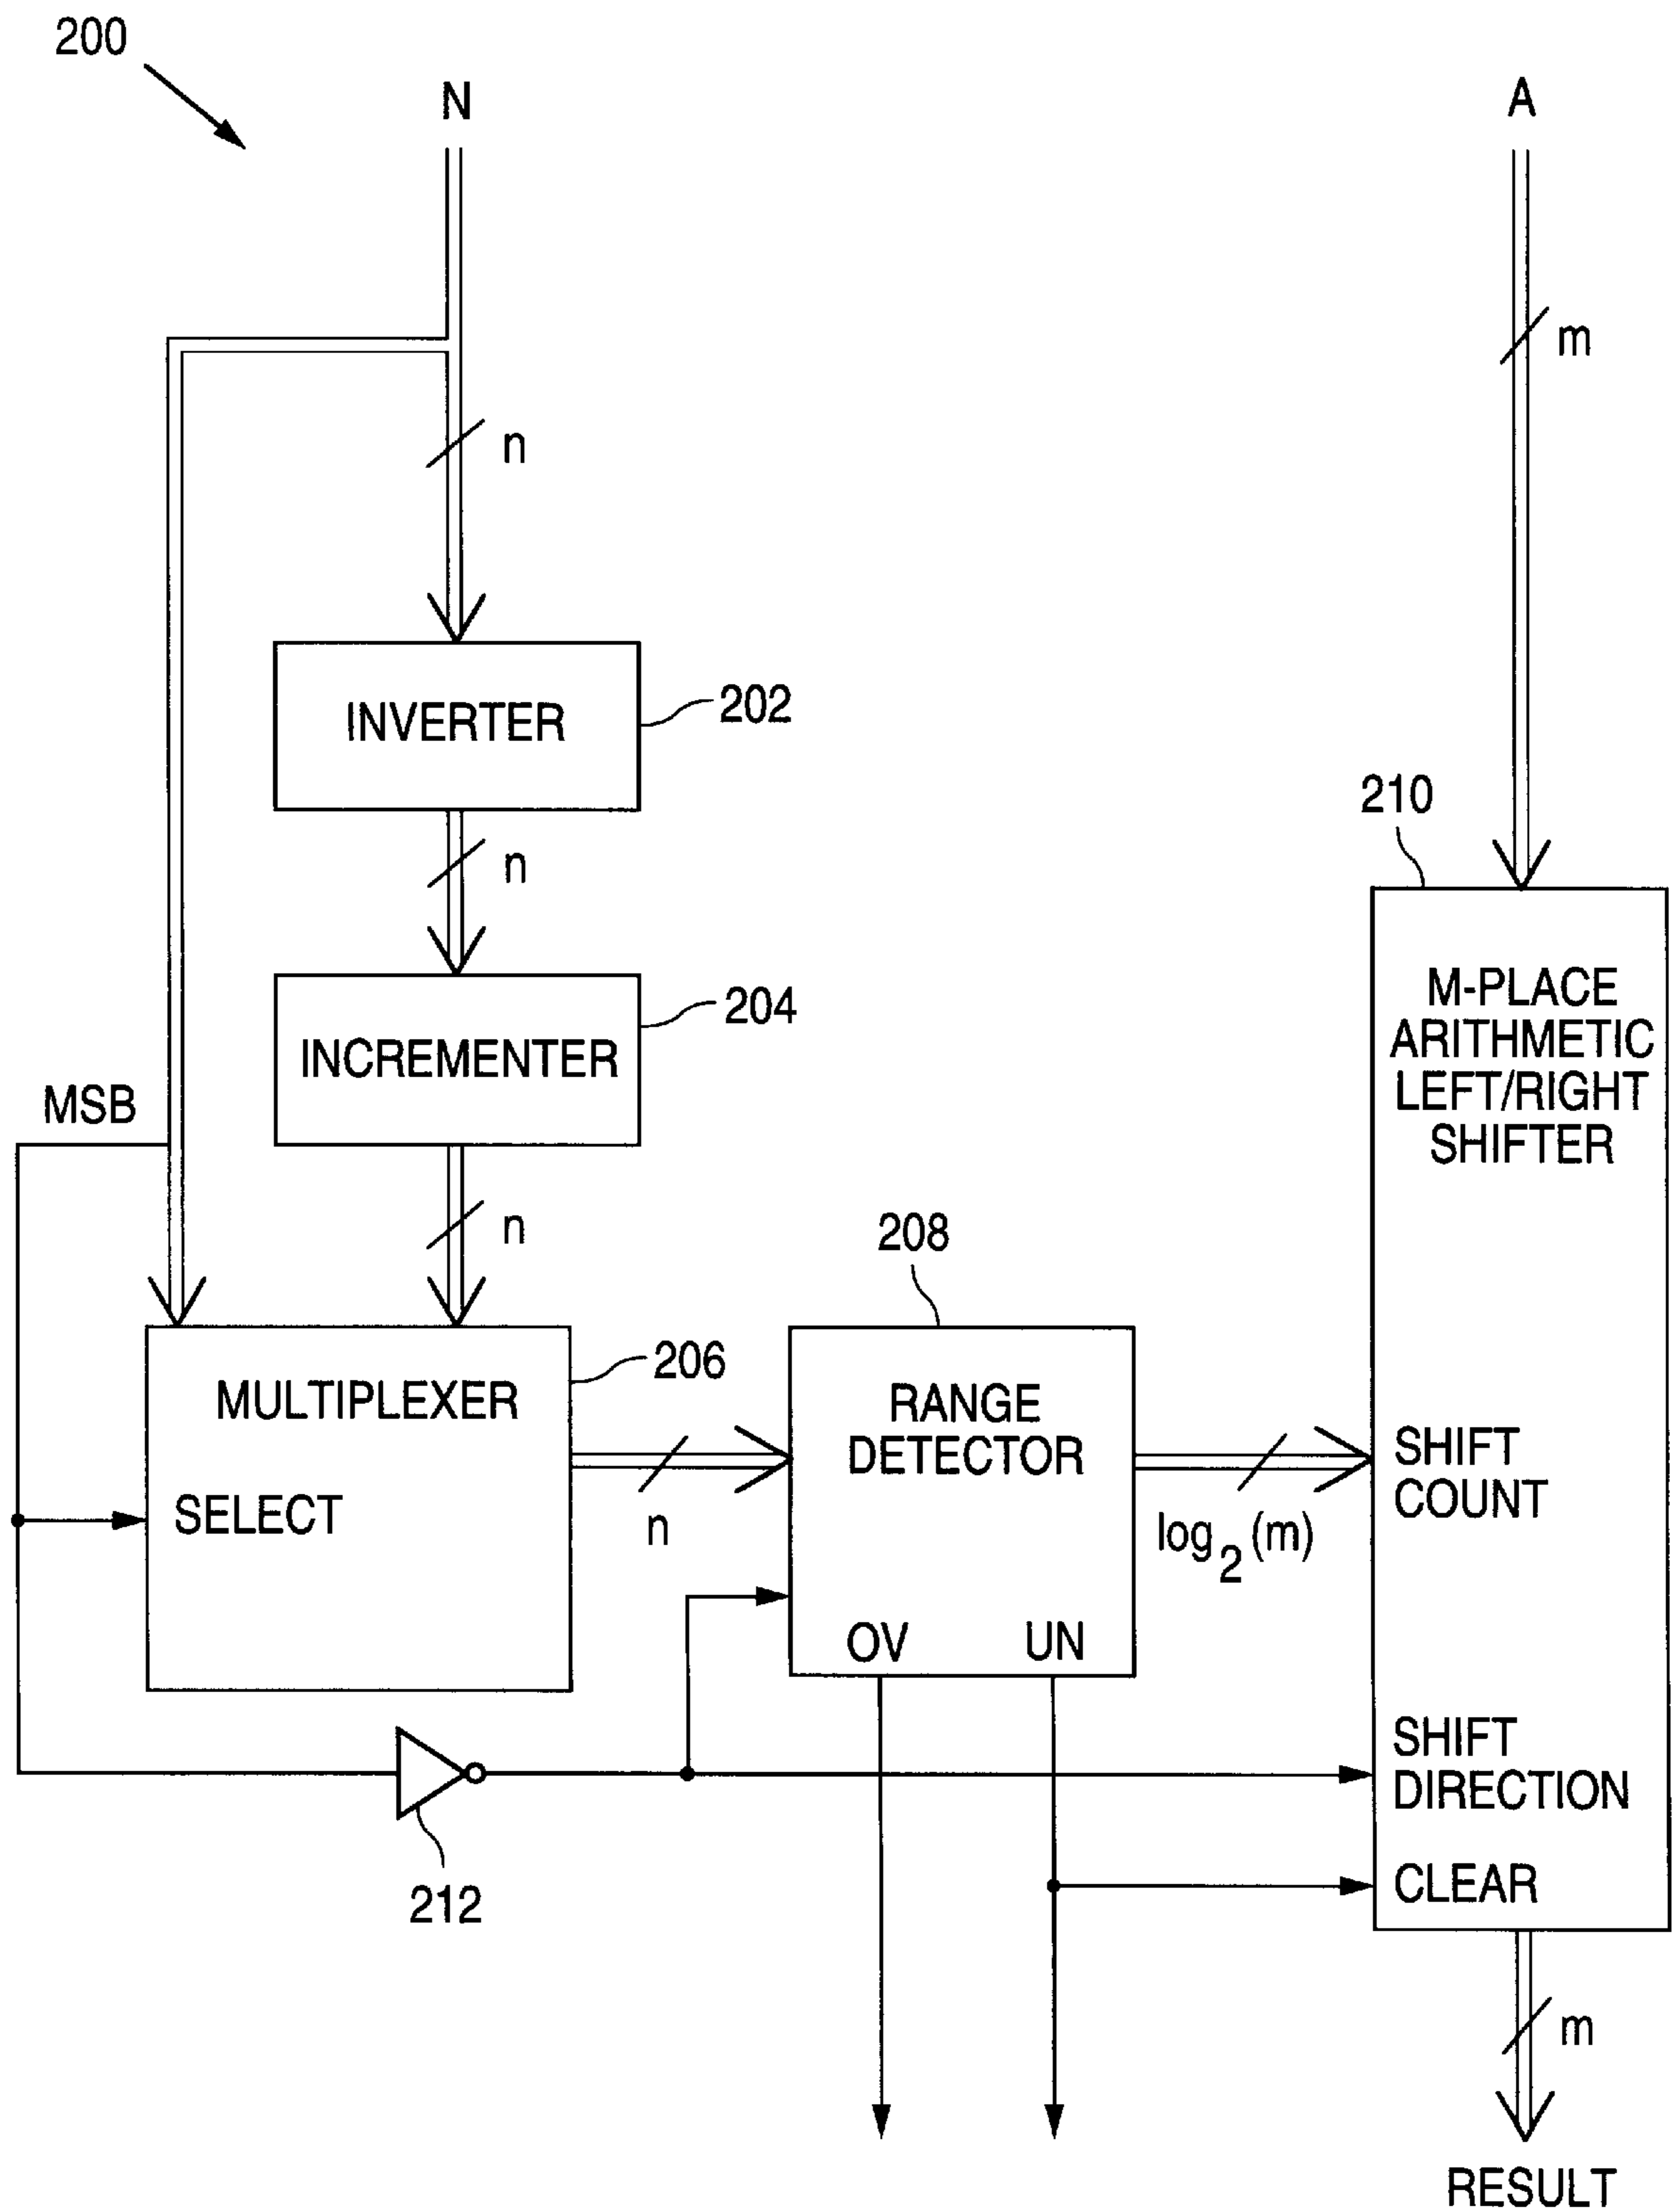 200
N
A
m
n
INVERTER
202
210
n
M-PLACE
ARITHMETIC
LEFT/RIGHT
SHIFTER
INCREMENTER
204
MSB
n
208
MULTIPLEXER
206
SELECT
n
RANGE
DETECTOR
OV
UN
log2(m)
SHIFT
COUNT
SHIFT
DIRECTION
CLEAR
212
m
RESULT